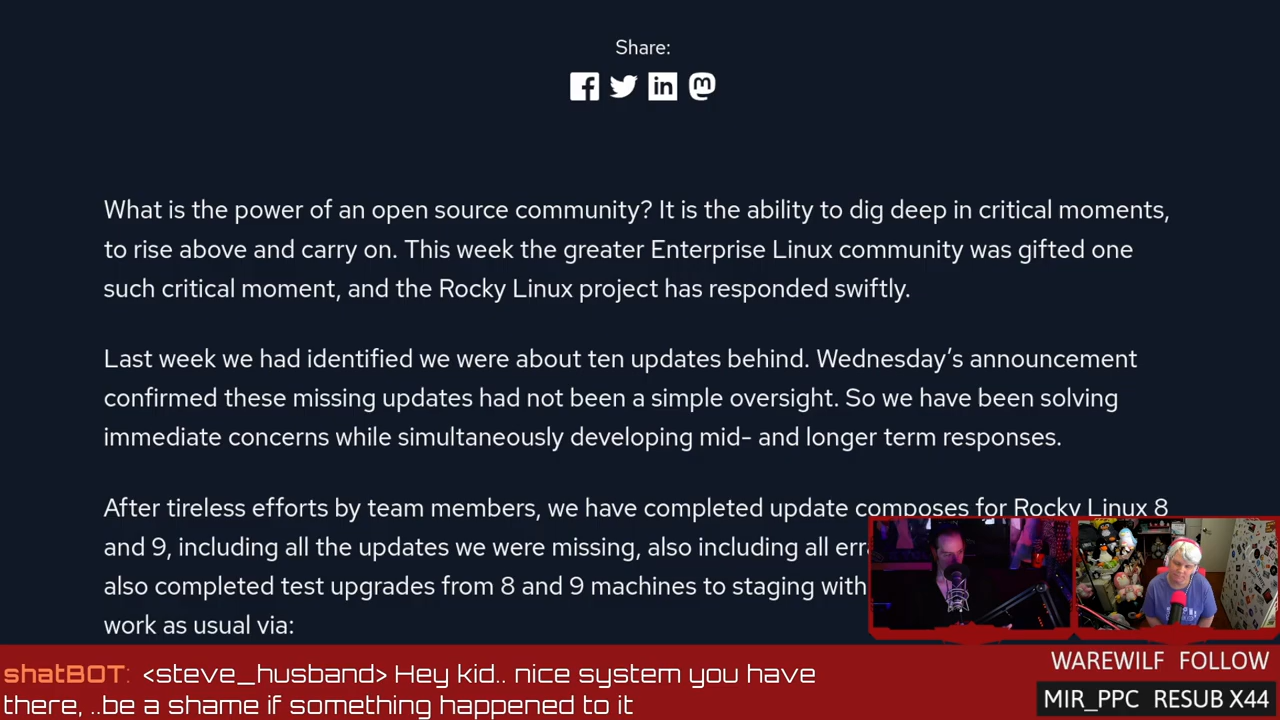 Share:
What is the power of an open source community? It is the ability to dig deep in critical moments,
to rise above and carry on. This week the greater Enterprise Linux community was gifted one
such critical moment, and the Rocky Linux project has responded swiftly.
Last week we had identified we were about ten updates behind. Wednesday’s announcement
confirmed these missing updates had not been a simple oversight. So we have been solving
immediate concerns while simultaneously developing mid- and longer term responses.
After tireless efforts by team members, we have completed update composes for Rocky Linux 8
and 9, including all the updates we were missing, also including all
also completed test upgrades from 8 and 9 machines to staging with
work as usual via:
shatBOT: <steve_husband> Hey kid.. nice system you have
there, ..be a shame if something happened to it
WAREWILF FOLLOW
MIR_PPC RESUB X44